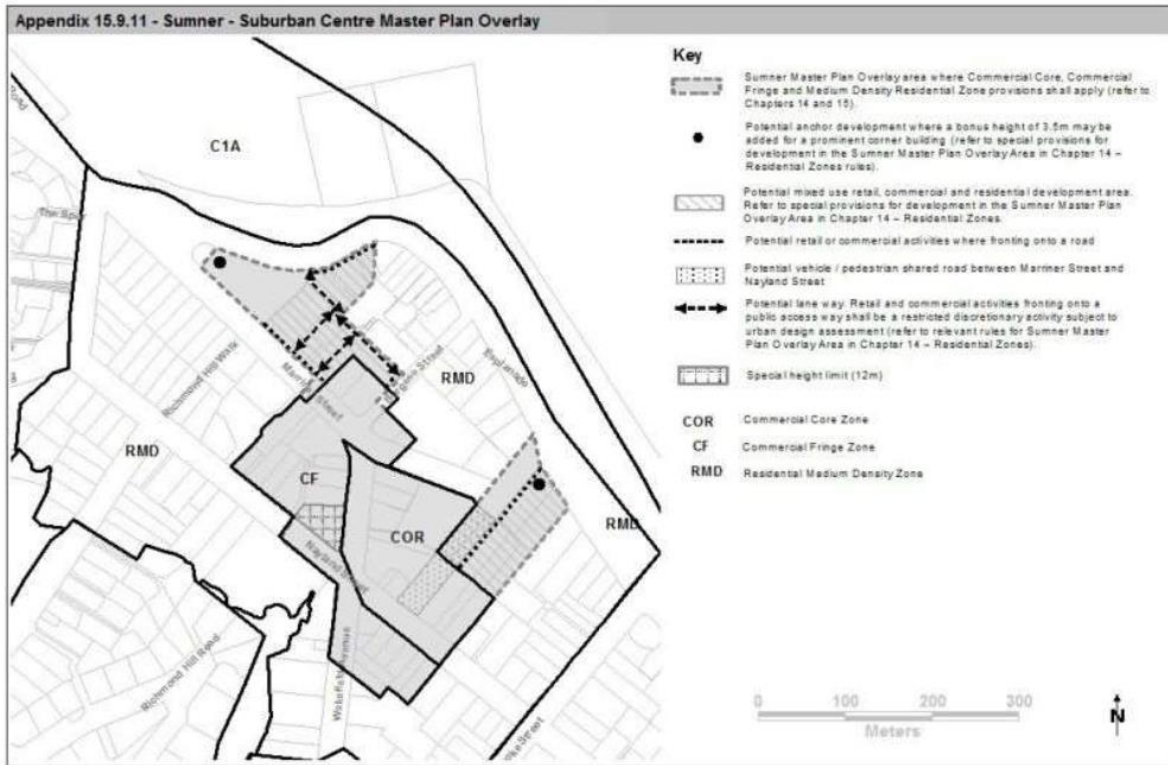 Appendix 15.9.11 - Sumner - Suburban Centre Master Plan Overlay
Key
Sumner Master Plan Overlay area where Commercial Core, Commercial
Fringe and Medium Density Residential Zone provisions shall apply (refer to
Chapters 14 and 15).
Potential anchor development where a bonus height of 3.5m may be
added for a prominent corner building (refer to special provisions for
development in the Sumner Master Plan Overlay Area in Chapter 14 –
Residential Zones rules).
Potential mixed use retail, commercial and residential development area.
Refer to special provisions for development in the Sumner Master Plan
Overlay Area in Chapter 14 – Residential Zones.
Potential retail or commercial activities where fronting onto a road
Potential vehicle / pedestrian shared road between Marriner Street and
Nayland Street
Potential lane way. Retail and commercial activities fronting onto a
public access way shall be a restricted discretionary activity subject to
urban design assessment (refer to relevant rules for Sumner Master
Plan Overlay Area in Chapter 14 – Residential Zones).
Special height limit (12m)
COR Commercial Core Zone
CF Commercial Fringe Zone
RMD Residential Medium Density Zone
0 100 200 300
Meters
N
C1A
The Spur
Richmond Hill Walk
Street
Street
Esplanade
RMD
RMD
CF
COR
RMD
Nayland Street
Richmond Hill Road
Wakefield Avenue
Street